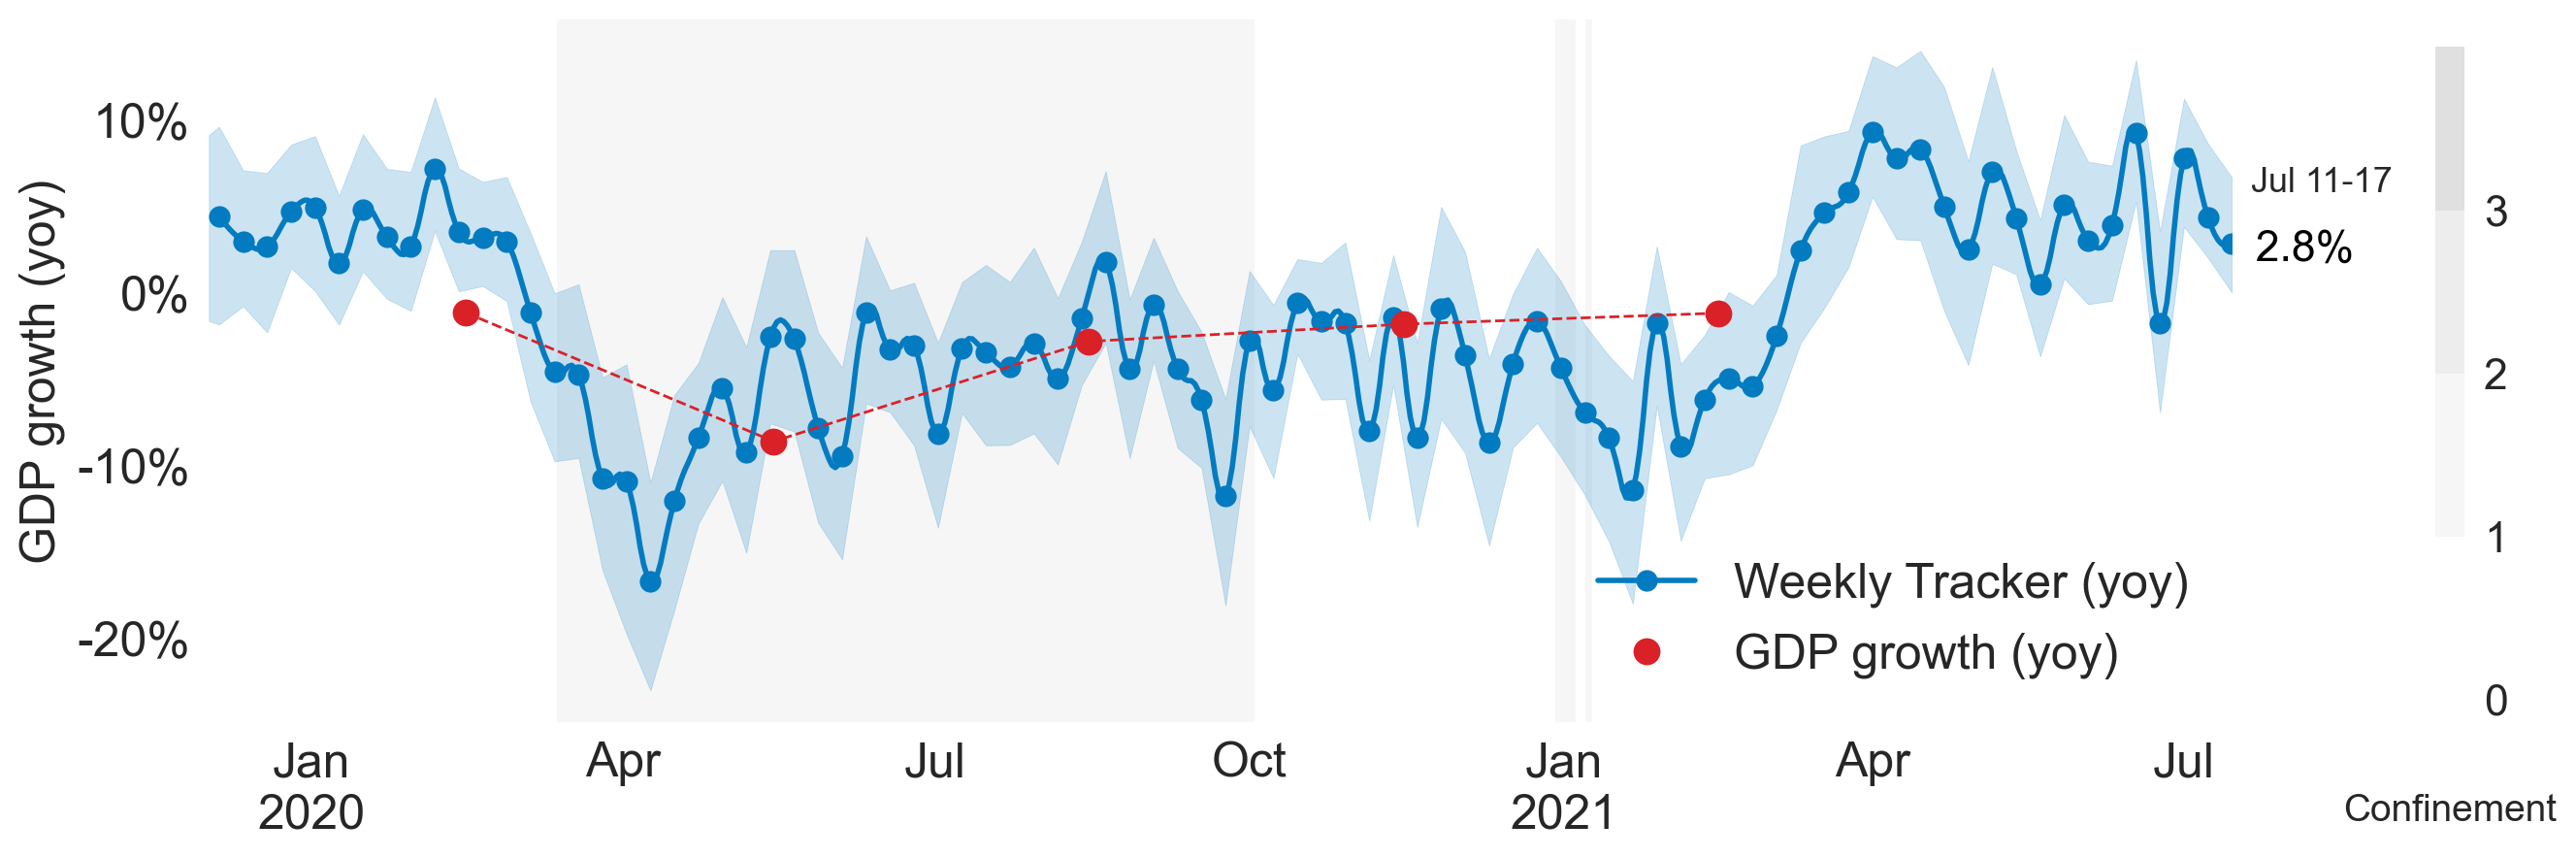 GDP growth (yoy)
10%
0%
-10%
-20%
Jan
2020
Apr
Jul
Oct
Jan
2021
Apr
Jul
Jul 11-17
2.8%
Weekly Tracker (yoy)
GDP growth (yoy)
3
2
1
0
Confinement